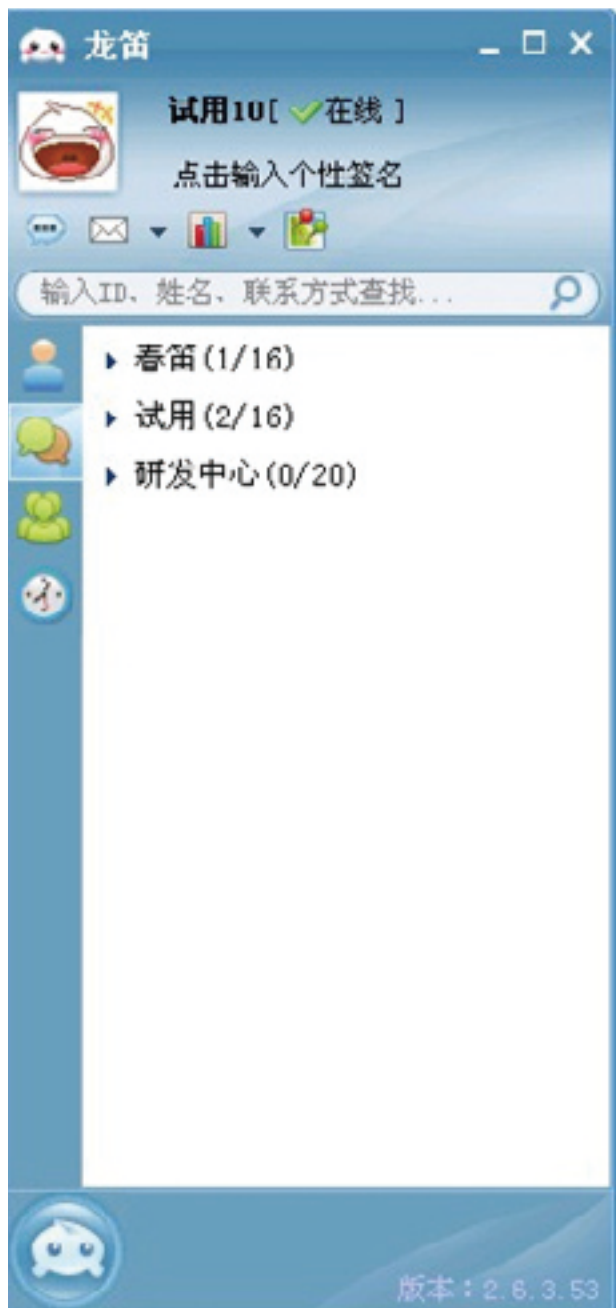 龙笛
试用10[ 在线 ]
点击输入个性签名
输入ID、姓名、联系方式查找...
春笛(1/16)
试用(2/16)
研发中心(0/20)
版本：2.6.3.53